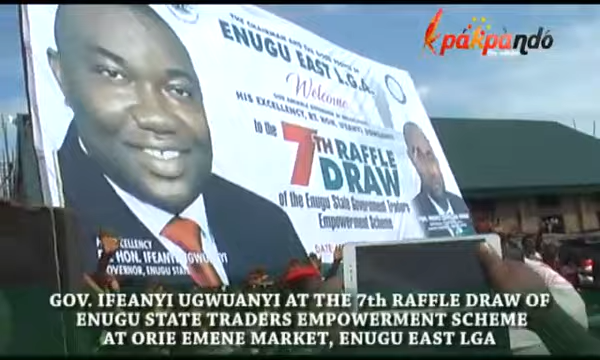 kpákpàndó
THE CHAIRMAN AND THE GOOD PEOPLE OF
ENUGU EAST L.G.A.
Welcome
HIS EXCELLENCY, RT. HON. IFEANYI UGWUANYI
to the
7TH RAFFLE
DRAW
of the Enugu State Government Traders
Empowerment Scheme
EXCELLENCY
HON. IFEANYI UGWUANYI
GOVERNOR, ENUGU STATE
GOV. IFEANYI UGWUANYI AT THE 7th RAFFLE DRAW OF
ENUGU STATE TRADERS EMPOWERMENT SCHEME
AT ORIE EMENE MARKET, ENUGU EAST LGA